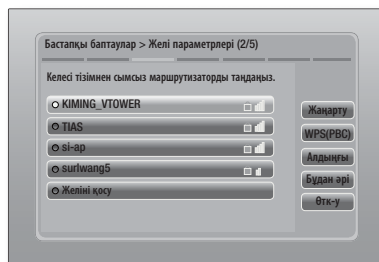 Бастапқы баптаулар > Желі параметрлері (2/5)
Келесі тізімнен сымсыз маршрутизаторды таңдаңыз.
KIMING_VTOWER
TIAS
si-ap
surlwang5
Желіні қосу
Жаңарту
WPS(PBC)
Алдыңғы
Бұдан әрі
Өтк-у